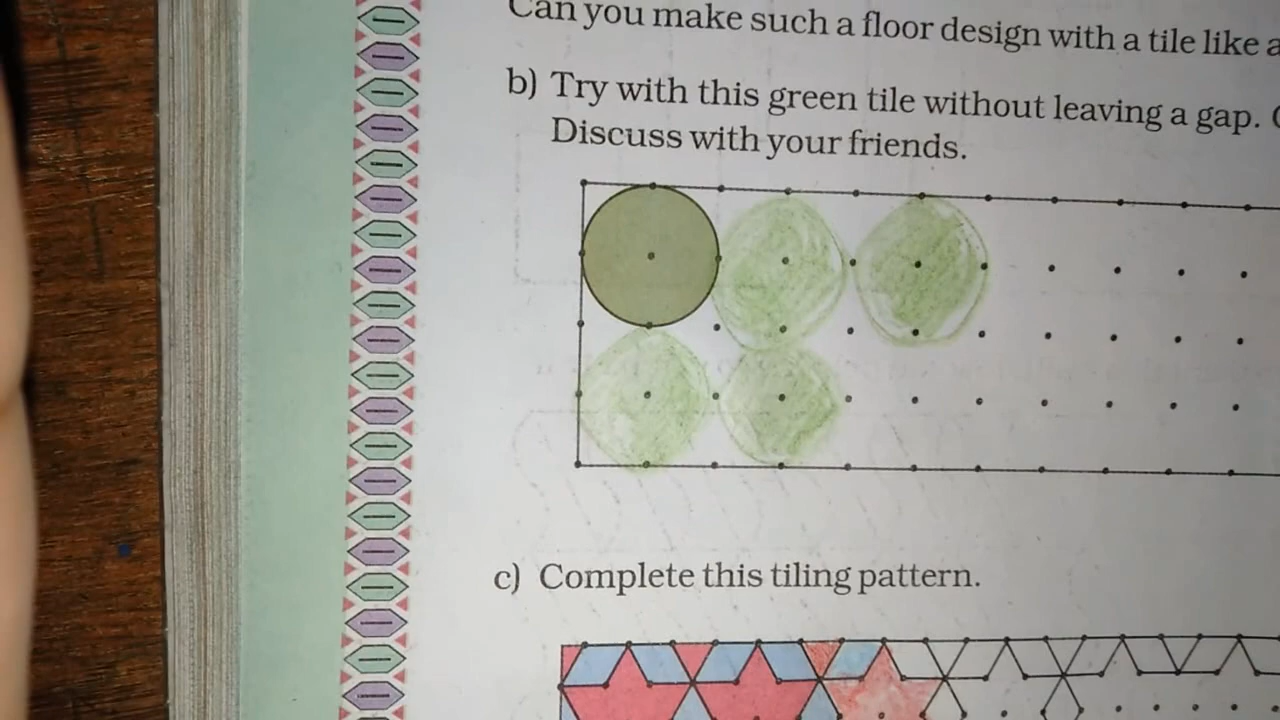 Can you make such a floor design with a tile like a
b) Try with this green tile without leaving a gap.
Discuss with your friends.
c) Complete this tiling pattern.